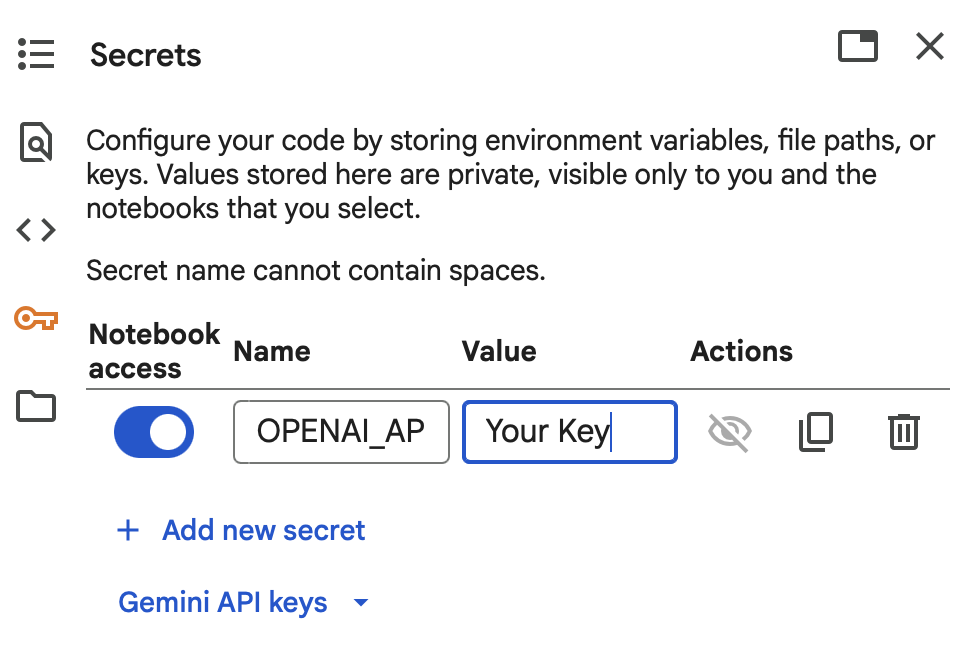 Secrets
Configure your code by storing environment variables, file paths, or
keys. Values stored here are private, visible only to you and the
notebooks that you select.
Secret name cannot contain spaces.
Notebook
access
Name
Value
Actions
OPENAI_AP
Your Key
+ Add new secret
Gemini API keys